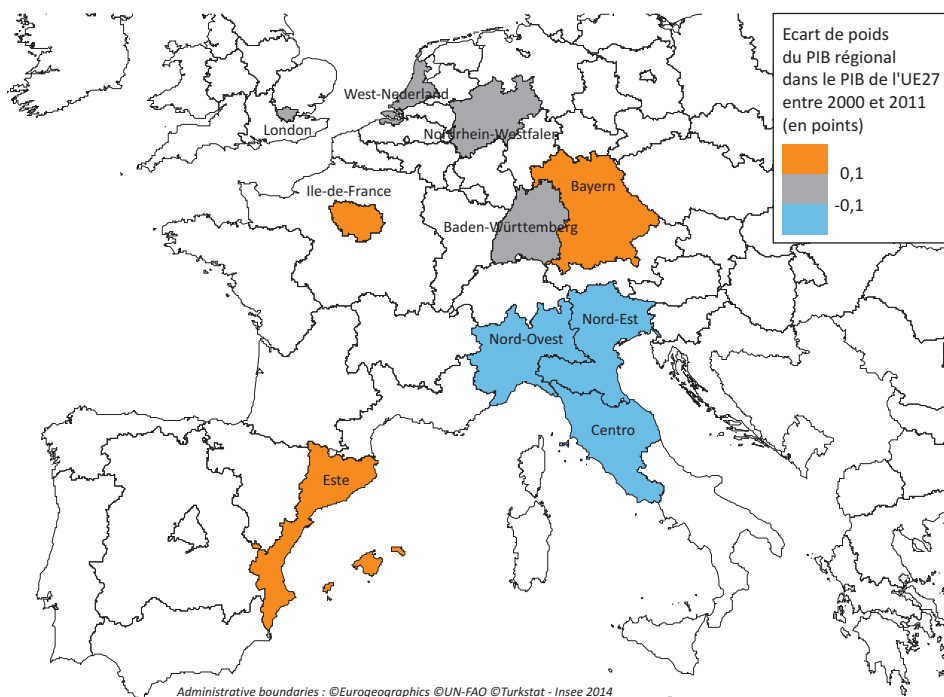 Ecart de poids
du PIB régional
dans le PIB de l'UE27
entre 2000 et 2011
(en points)
0,1
-0,1
West-Nederland
London
Nordrhein-Westfalen
Ile-de-France
Bayern
Baden-Württemberg
Nord-Est
Nord-Ovest
Centro
Este
Administrative boundaries : ©Eurogeographics ©UN-FAO ©Turkstat - Insee 2014